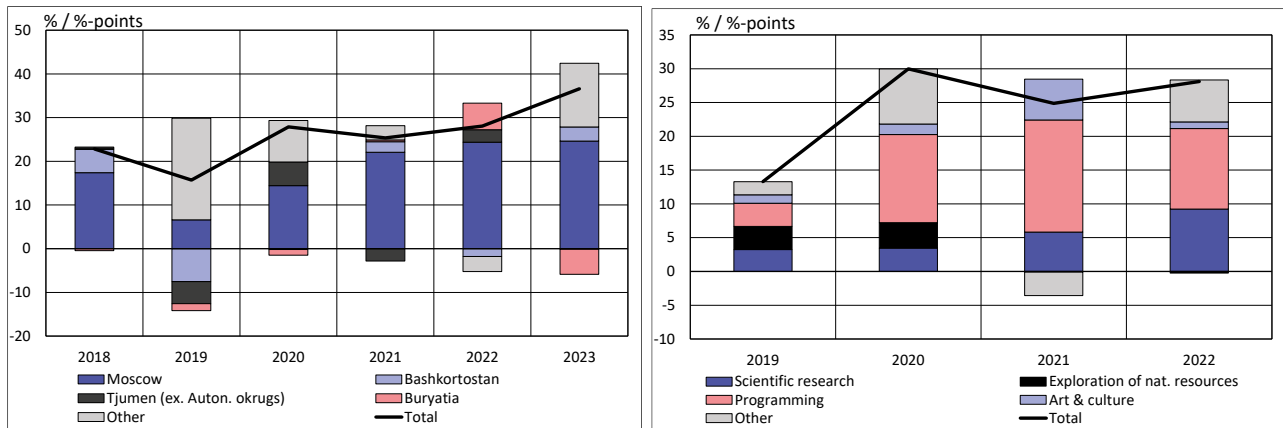 % / %-points
50
40
30
20
10
0
-10
-20
2018 2019 2020 2021 2022 2023
Moscow Bashkortostan
Tjumen (ex. Auton. okrugs) Buryatia
Other Total
% / %-points
35
30
25
20
15
10
5
0
-5
-10
2019 2020 2021 2022
Scientific research Exploration of nat. resources
Programming Art & culture
Other Total